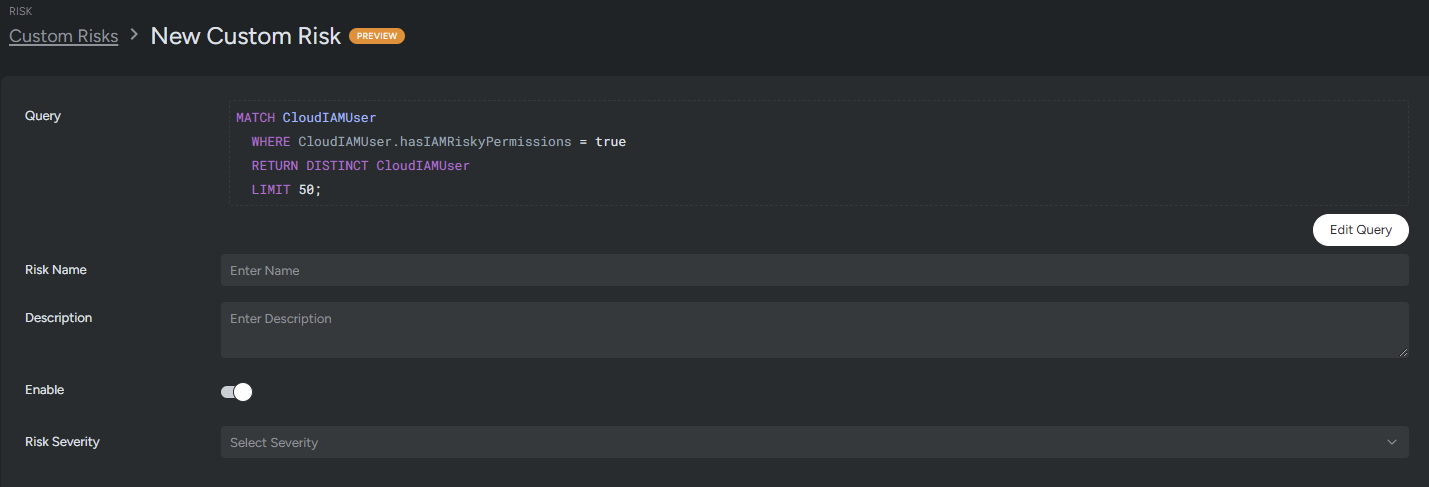 RISK
Custom Risks > New Custom Risk PREVIEW
Query
MATCH CloudIAMUser
WHERE CloudIAMUser.hasIAMRiskyPermissions = true
RETURN DISTINCT CloudIAMUser
LIMIT 50;
Edit Query
Risk Name
Enter Name
Description
Enter Description
Enable
Risk Severity
Select Severity